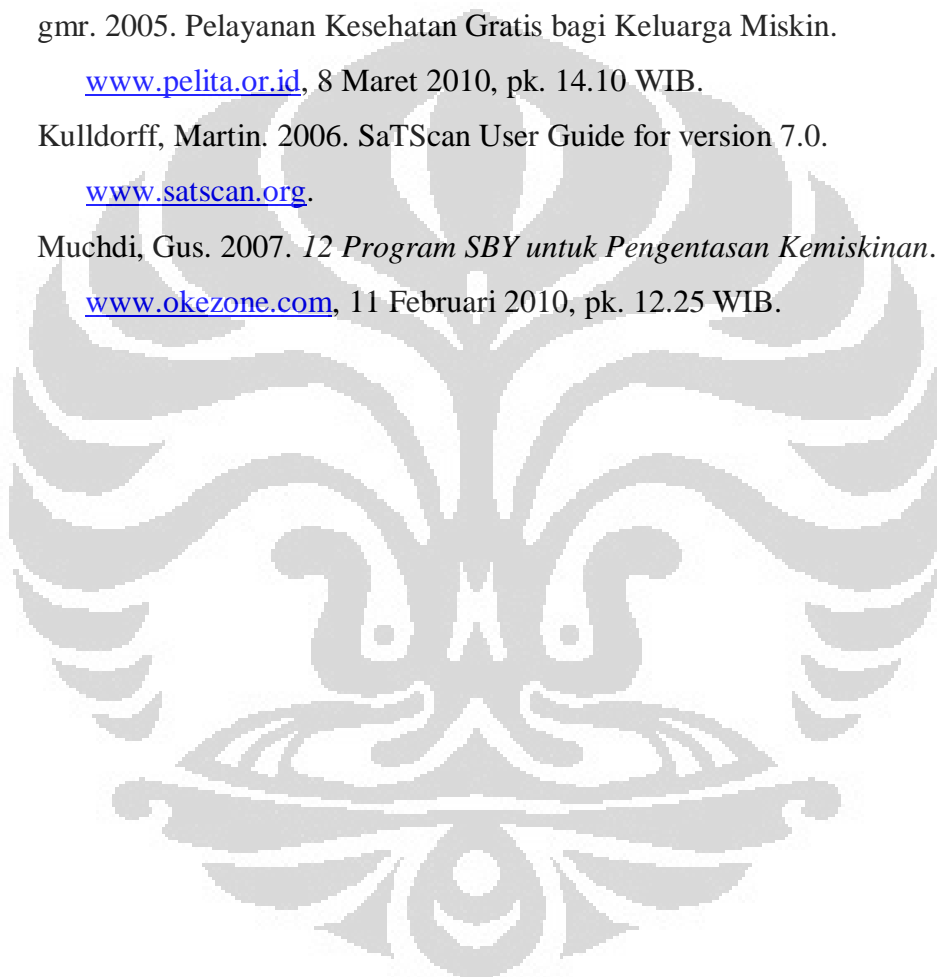 gmr. 2005. Pelayanan Kesehatan Gratis bagi Keluarga Miskin.
www.pelita.or.id, 8 Maret 2010, pk. 14.10 WIB.
Kulldorff, Martin. 2006. SaTScan User Guide for version 7.0.
www.satscan.org.
Muchdi, Gus. 2007. 12 Program SBY untuk Pengentasan Kemiskinan.
www.okezone.com, 11 Februari 2010, pk. 12.25 WIB.